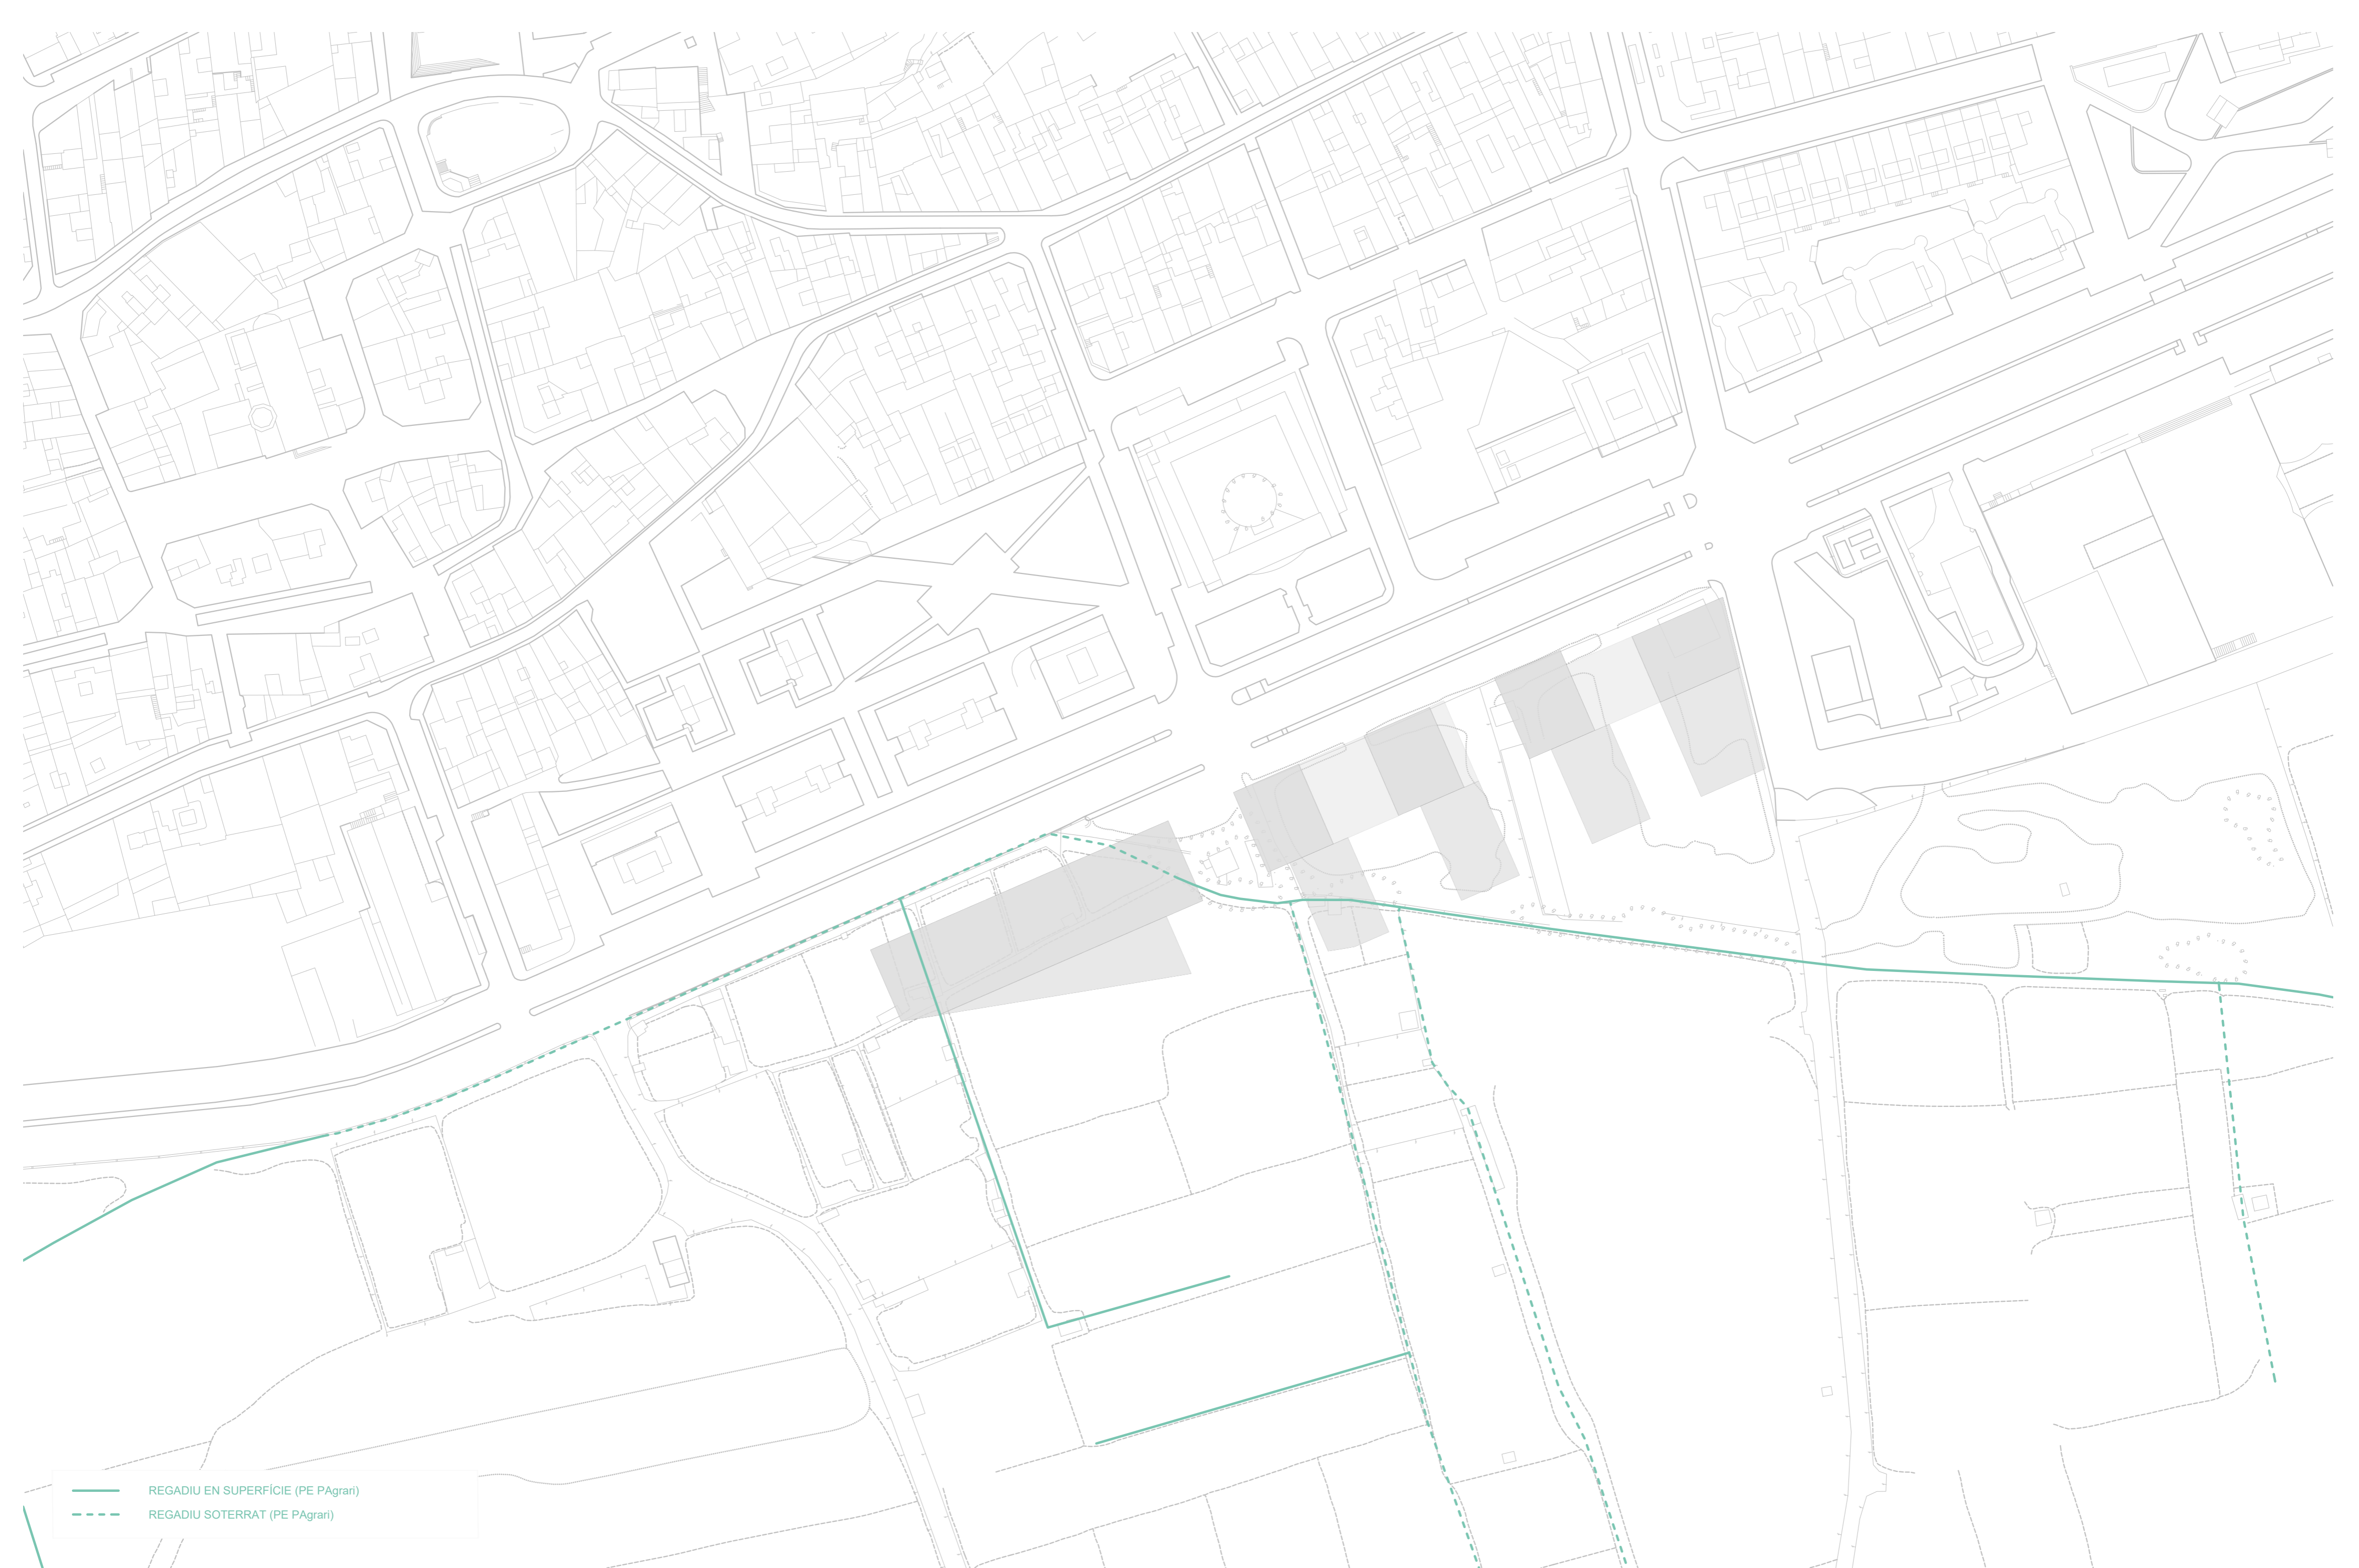 REGADIU EN SUPERFÍCIE (PE PAgrari)
REGADIU SOTERRAT (PE PAgrari)